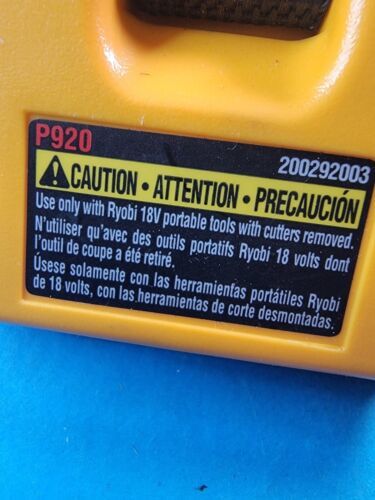 P920
200292003
CAUTION • ATTENTION • PRECAUCIÓN
Use only with Ryobi 18V portable tools with cutters removed.
N'utiliser qu'avec des outils portatifs Ryobi 18 volts dont
l'outil de coupe a été retiré.
Úsese solamente con las herramientas portátiles Ryobi
de 18 volts, con las herramientas de corte desmontadas.